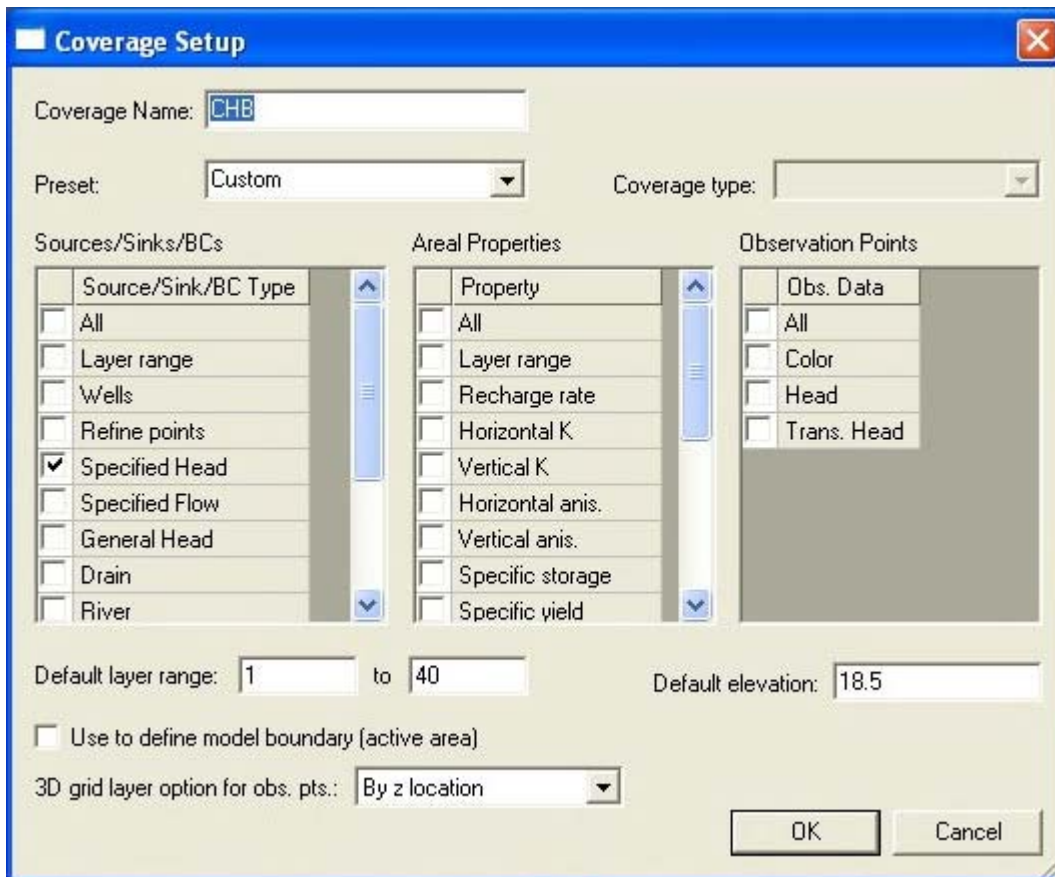 Coverage Setup
Coverage Name: CHB
Preset: Custom
Coverage type:
Sources/Sinks/BCs
Source/Sink/BC Type
All
Layer range
Wells
Refine points
Specified Head
Specified Flow
General Head
Drain
River
Areal Properties
Property
All
Layer range
Recharge rate
Horizontal K
Vertical K
Horizontal anis.
Vertical anis.
Specific storage
Specific yield
Observation Points
Obs. Data
All
Color
Head
Trans. Head
Default layer range: 1 to 40
Default elevation: 18.5
Use to define model boundary (active area)
3D grid layer option for obs. pts.: By z location
OK
Cancel